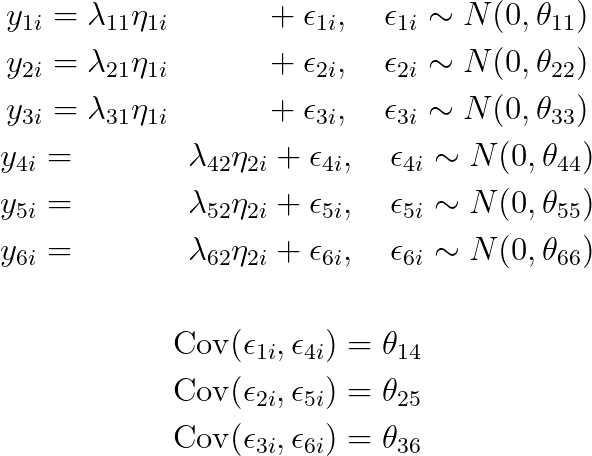 y₁ᵢ = λ₁₁η₁ᵢ + ϵ₁ᵢ, ϵ₁ᵢ ∼ N(0, θ₁₁)
y₂ᵢ = λ₂₁η₁ᵢ + ϵ₂ᵢ, ϵ₂ᵢ ∼ N(0, θ₂₂)
y₃ᵢ = λ₃₁η₁ᵢ + ϵ₃ᵢ, ϵ₃ᵢ ∼ N(0, θ₃₃)
y₄ᵢ = λ₄₂η₂ᵢ + ϵ₄ᵢ, ϵ₄ᵢ ∼ N(0, θ₄₄)
y₅ᵢ = λ₅₂η₂ᵢ + ϵ₅ᵢ, ϵ₅ᵢ ∼ N(0, θ₅₅)
y₆ᵢ = λ₆₂η₂ᵢ + ϵ₆ᵢ, ϵ₆ᵢ ∼ N(0, θ₆₆)
Cov(ϵ₁ᵢ, ϵ₄ᵢ) = θ₁₄
Cov(ϵ₂ᵢ, ϵ₅ᵢ) = θ₂₅
Cov(ϵ₃ᵢ, ϵ₆ᵢ) = θ₃₆